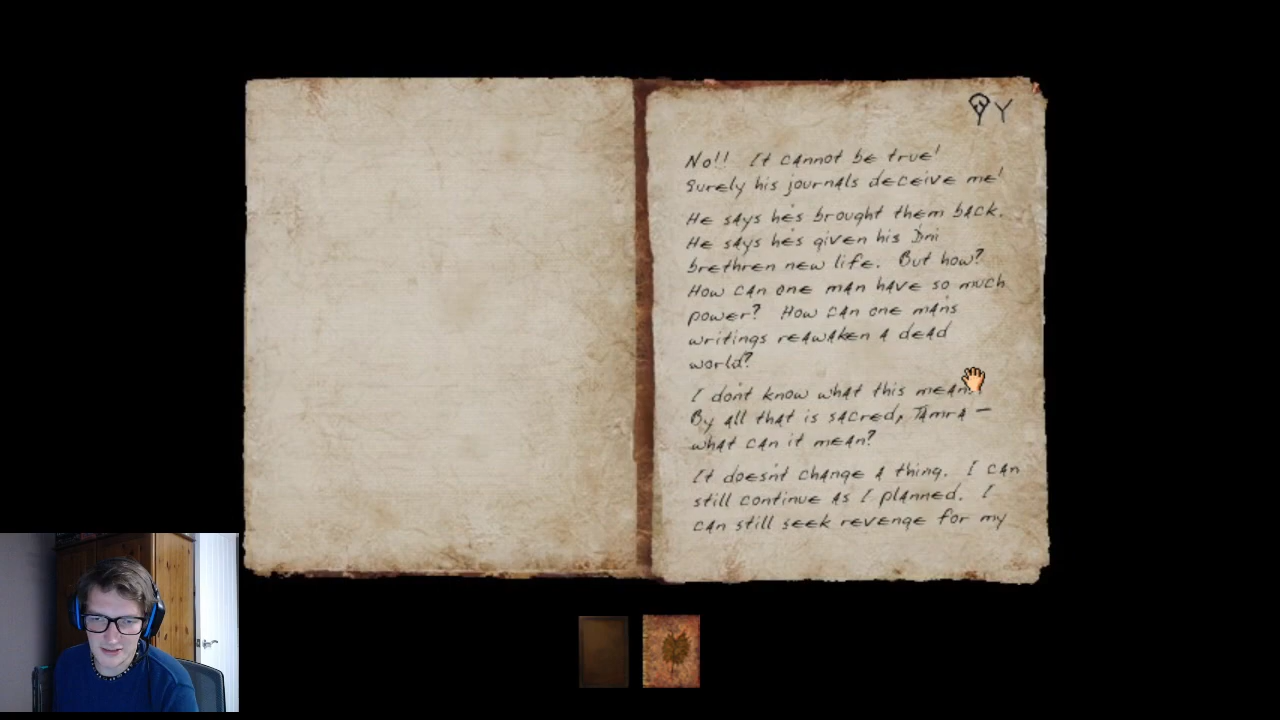 No!! It cannot be true!
Surely his journals deceive me!
He says he's brought them back.
He says he's given his D'ni
brethren new life. But how?
How can one man have so much
power? How can one man's
writings reawaken a dead
world?
I don't know what this means.
By all that is sacred, Tamra —
what can it mean?
It doesn't change a thing. I can
still continue as I planned. I
can still seek revenge for my